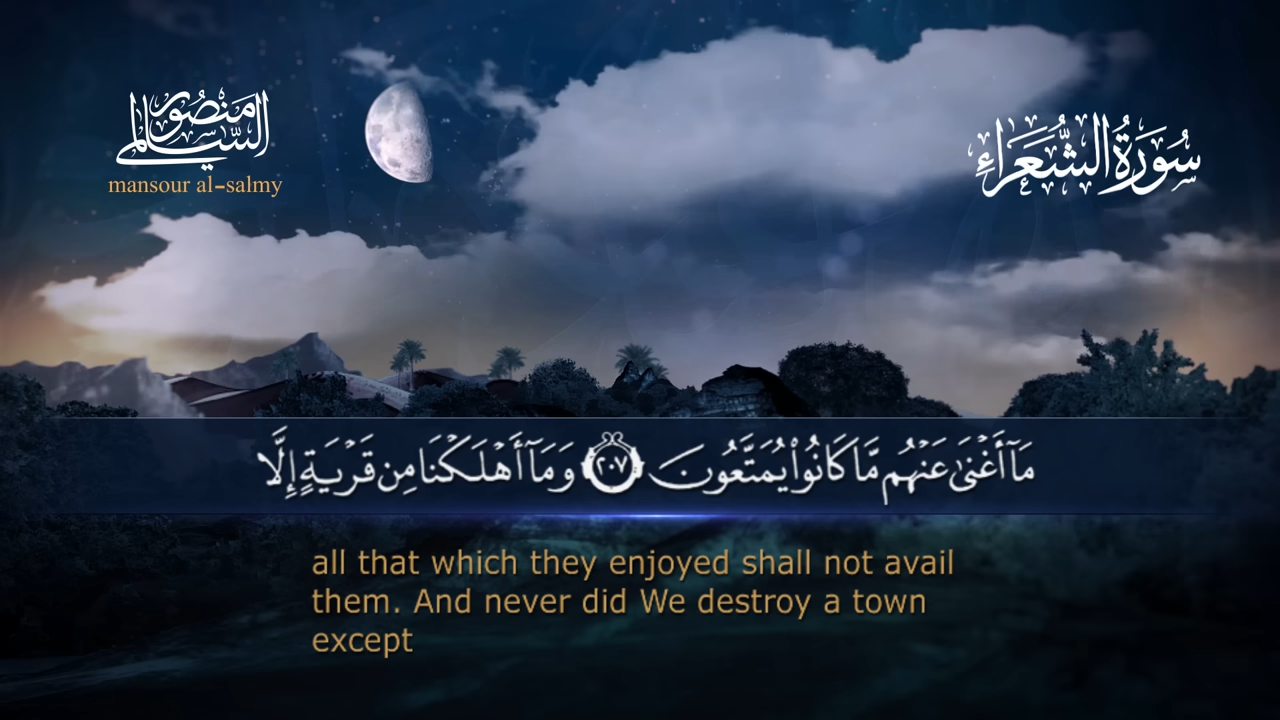 منصور السالمي
mansour al-salmy
سُورَةُ الشُّعَرَاءِ
مَآ أَغْنَىٰ عَنْهُم مَّا كَانُوا۟ يُمَتَّعُونَ ٢٠٧ وَمَآ أَهْلَكْنَا مِن قَرْيَةٍ إِلَّا
all that which they enjoyed shall not avail
them. And never did We destroy a town
except